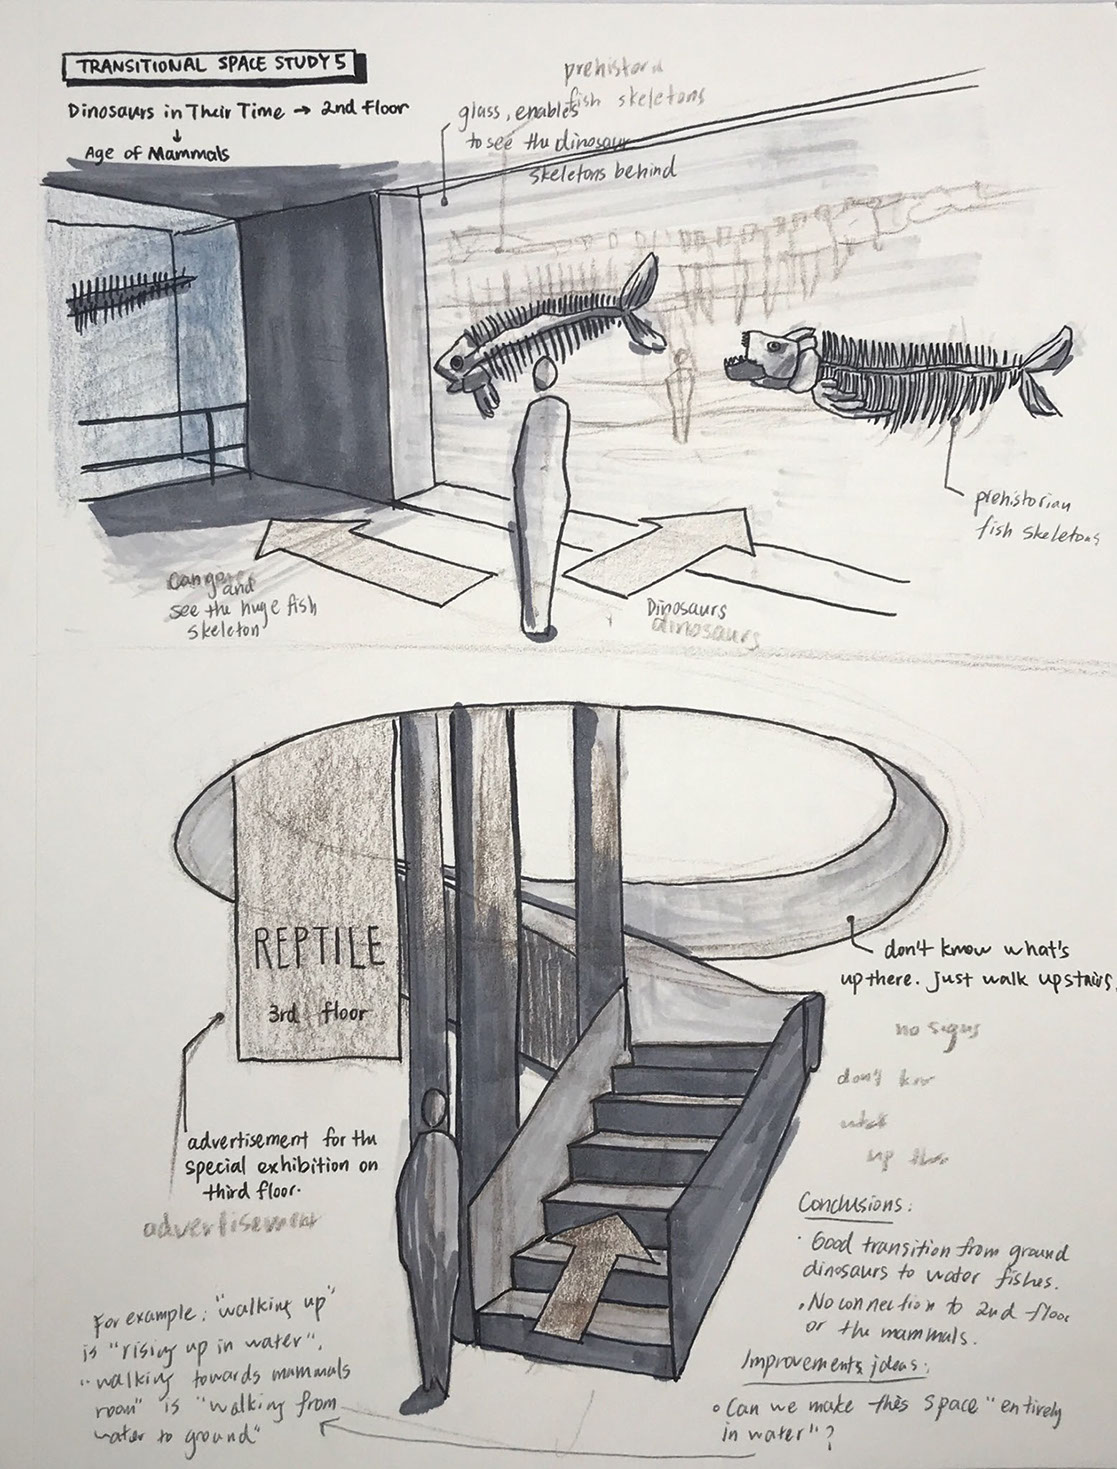 TRANSITIONAL SPACE STUDY 5
Dinosaurs in Their Time → 2nd Floor
↓
Age of Mammals
prehistoria
fish skeletons
glass, enables
to see the dinosaur
skeletons behind
prehistorian
fish skeletons
and
see the huge fish
skeleton
Dinosaurs
dinosaurs
REPTILE
3rd floor
don't know what's
up there. Just walk upstairs.
no signs
don't know
what
up there
advertisement for the
special exhibition on
third floor.
advertisement
Conclusions:
· Good transition from ground
dinosaurs to water fishes.
· No connection to 2nd floor
or the mammals.
Improvements ideas:
• Can we make this space "entirely
in water"?
For example: "walking up"
is "rising up in water".
"walking towards mammals
room" is "walking from
water to ground"